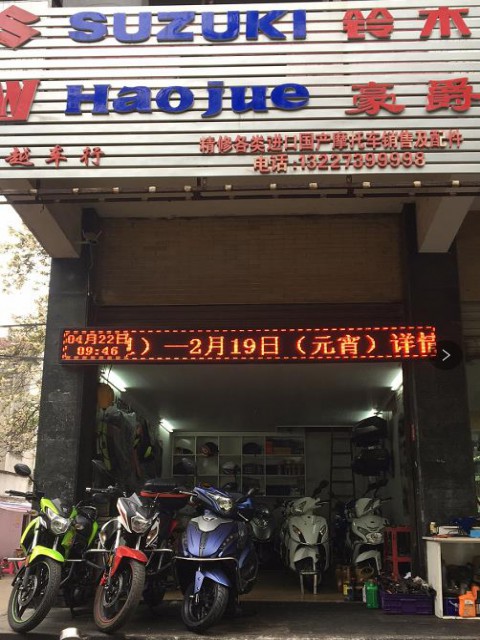 SUZUKI 铃木
Haojue 豪爵
越车行
精修各类进口国产摩托车销售及配件
电话:13227399998
04月22日
09:46
1）—2月19日（元宵）详情